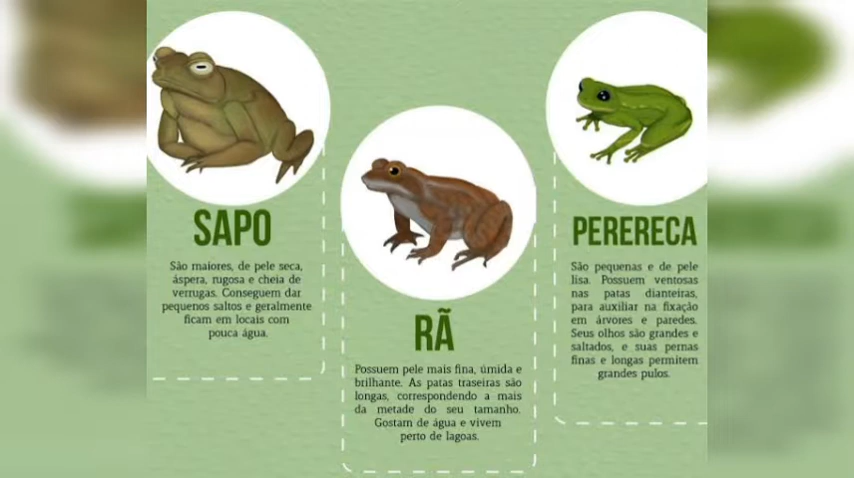 SAPO
São maiores, de pele seca,
áspera, rugosa e cheia de
verrugas. Conseguem dar
pequenos saltos e geralmente
ficam em locais com
pouca água.
RÃ
Possuem pele mais fina, úmida e
brilhante. As patas traseiras são
longas, correspondendo a mais
da metade do seu tamanho.
Gostam de água e vivem
perto de lagoas.
PERERECA
São pequenas e de pele
lisa. Possuem ventosas
nas patas dianteiras,
para auxiliar na fixação
em árvores e paredes.
Seus olhos são grandes e
saltados, e suas pernas
finas e longas permitem
grandes pulos.